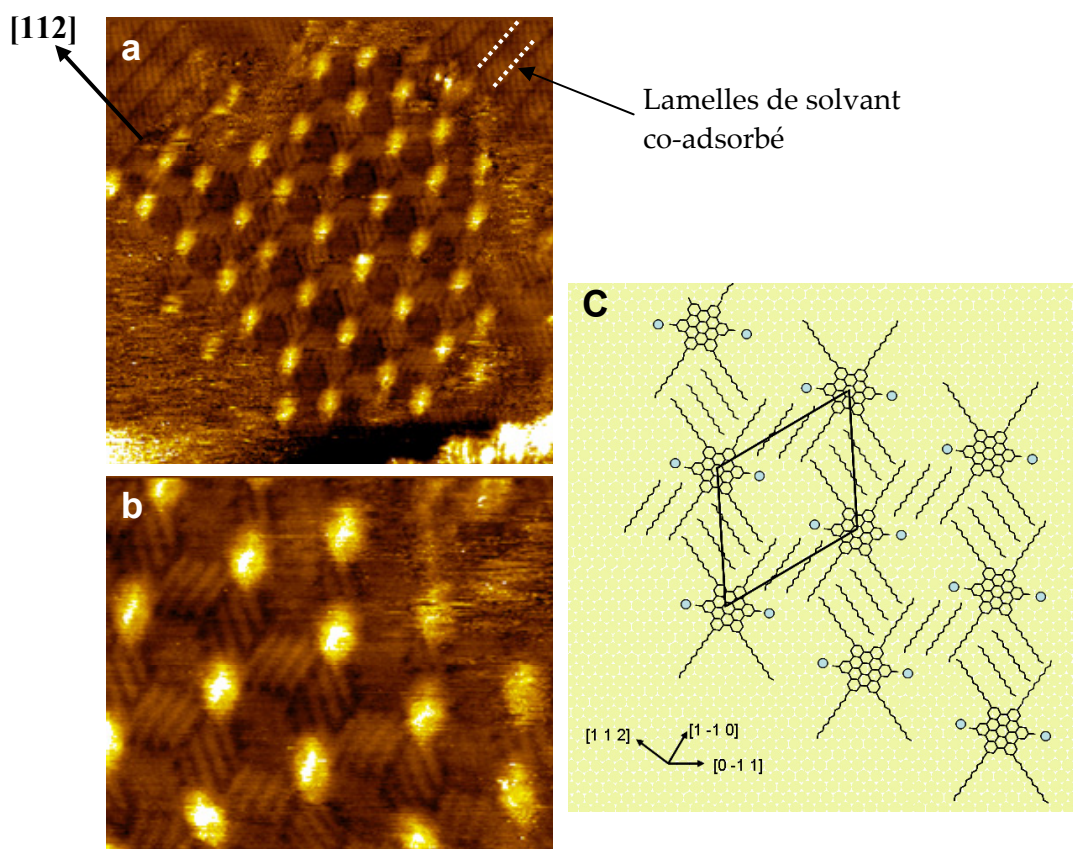 [112]
a
Lamelles de solvant
co-adsorbé
b
C
[1 1 2]
[1 -1 0]
[0 -1 1]